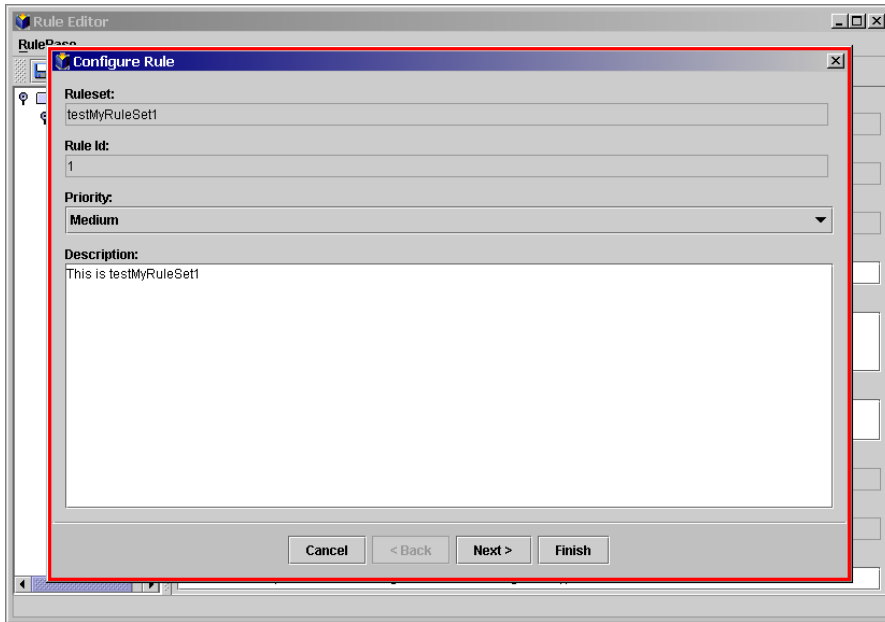 Rule Editor
RuleBase
Configure Rule
Ruleset:
testMyRuleSet1
Rule Id:
1
Priority:
Medium
Description:
This is testMyRuleSet1
Cancel
< Back
Next >
Finish